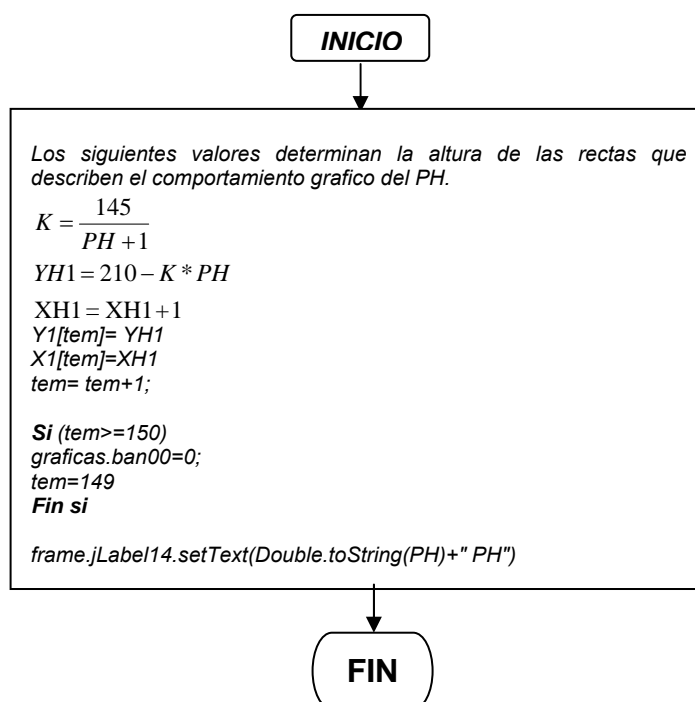 INICIO
Los siguientes valores determinan la altura de las rectas que
describen el comportamiento grafico del PH.
K = 145 / PH + 1
YH1 = 210 − K * PH
XH1 = XH1 + 1
Y1[tem]= YH1
X1[tem]=XH1
tem= tem+1;
Si (tem>=150)
graficas.ban00=0;
tem=149
Fin si
frame.jLabel14.setText(Double.toString(PH)+" PH")
FIN